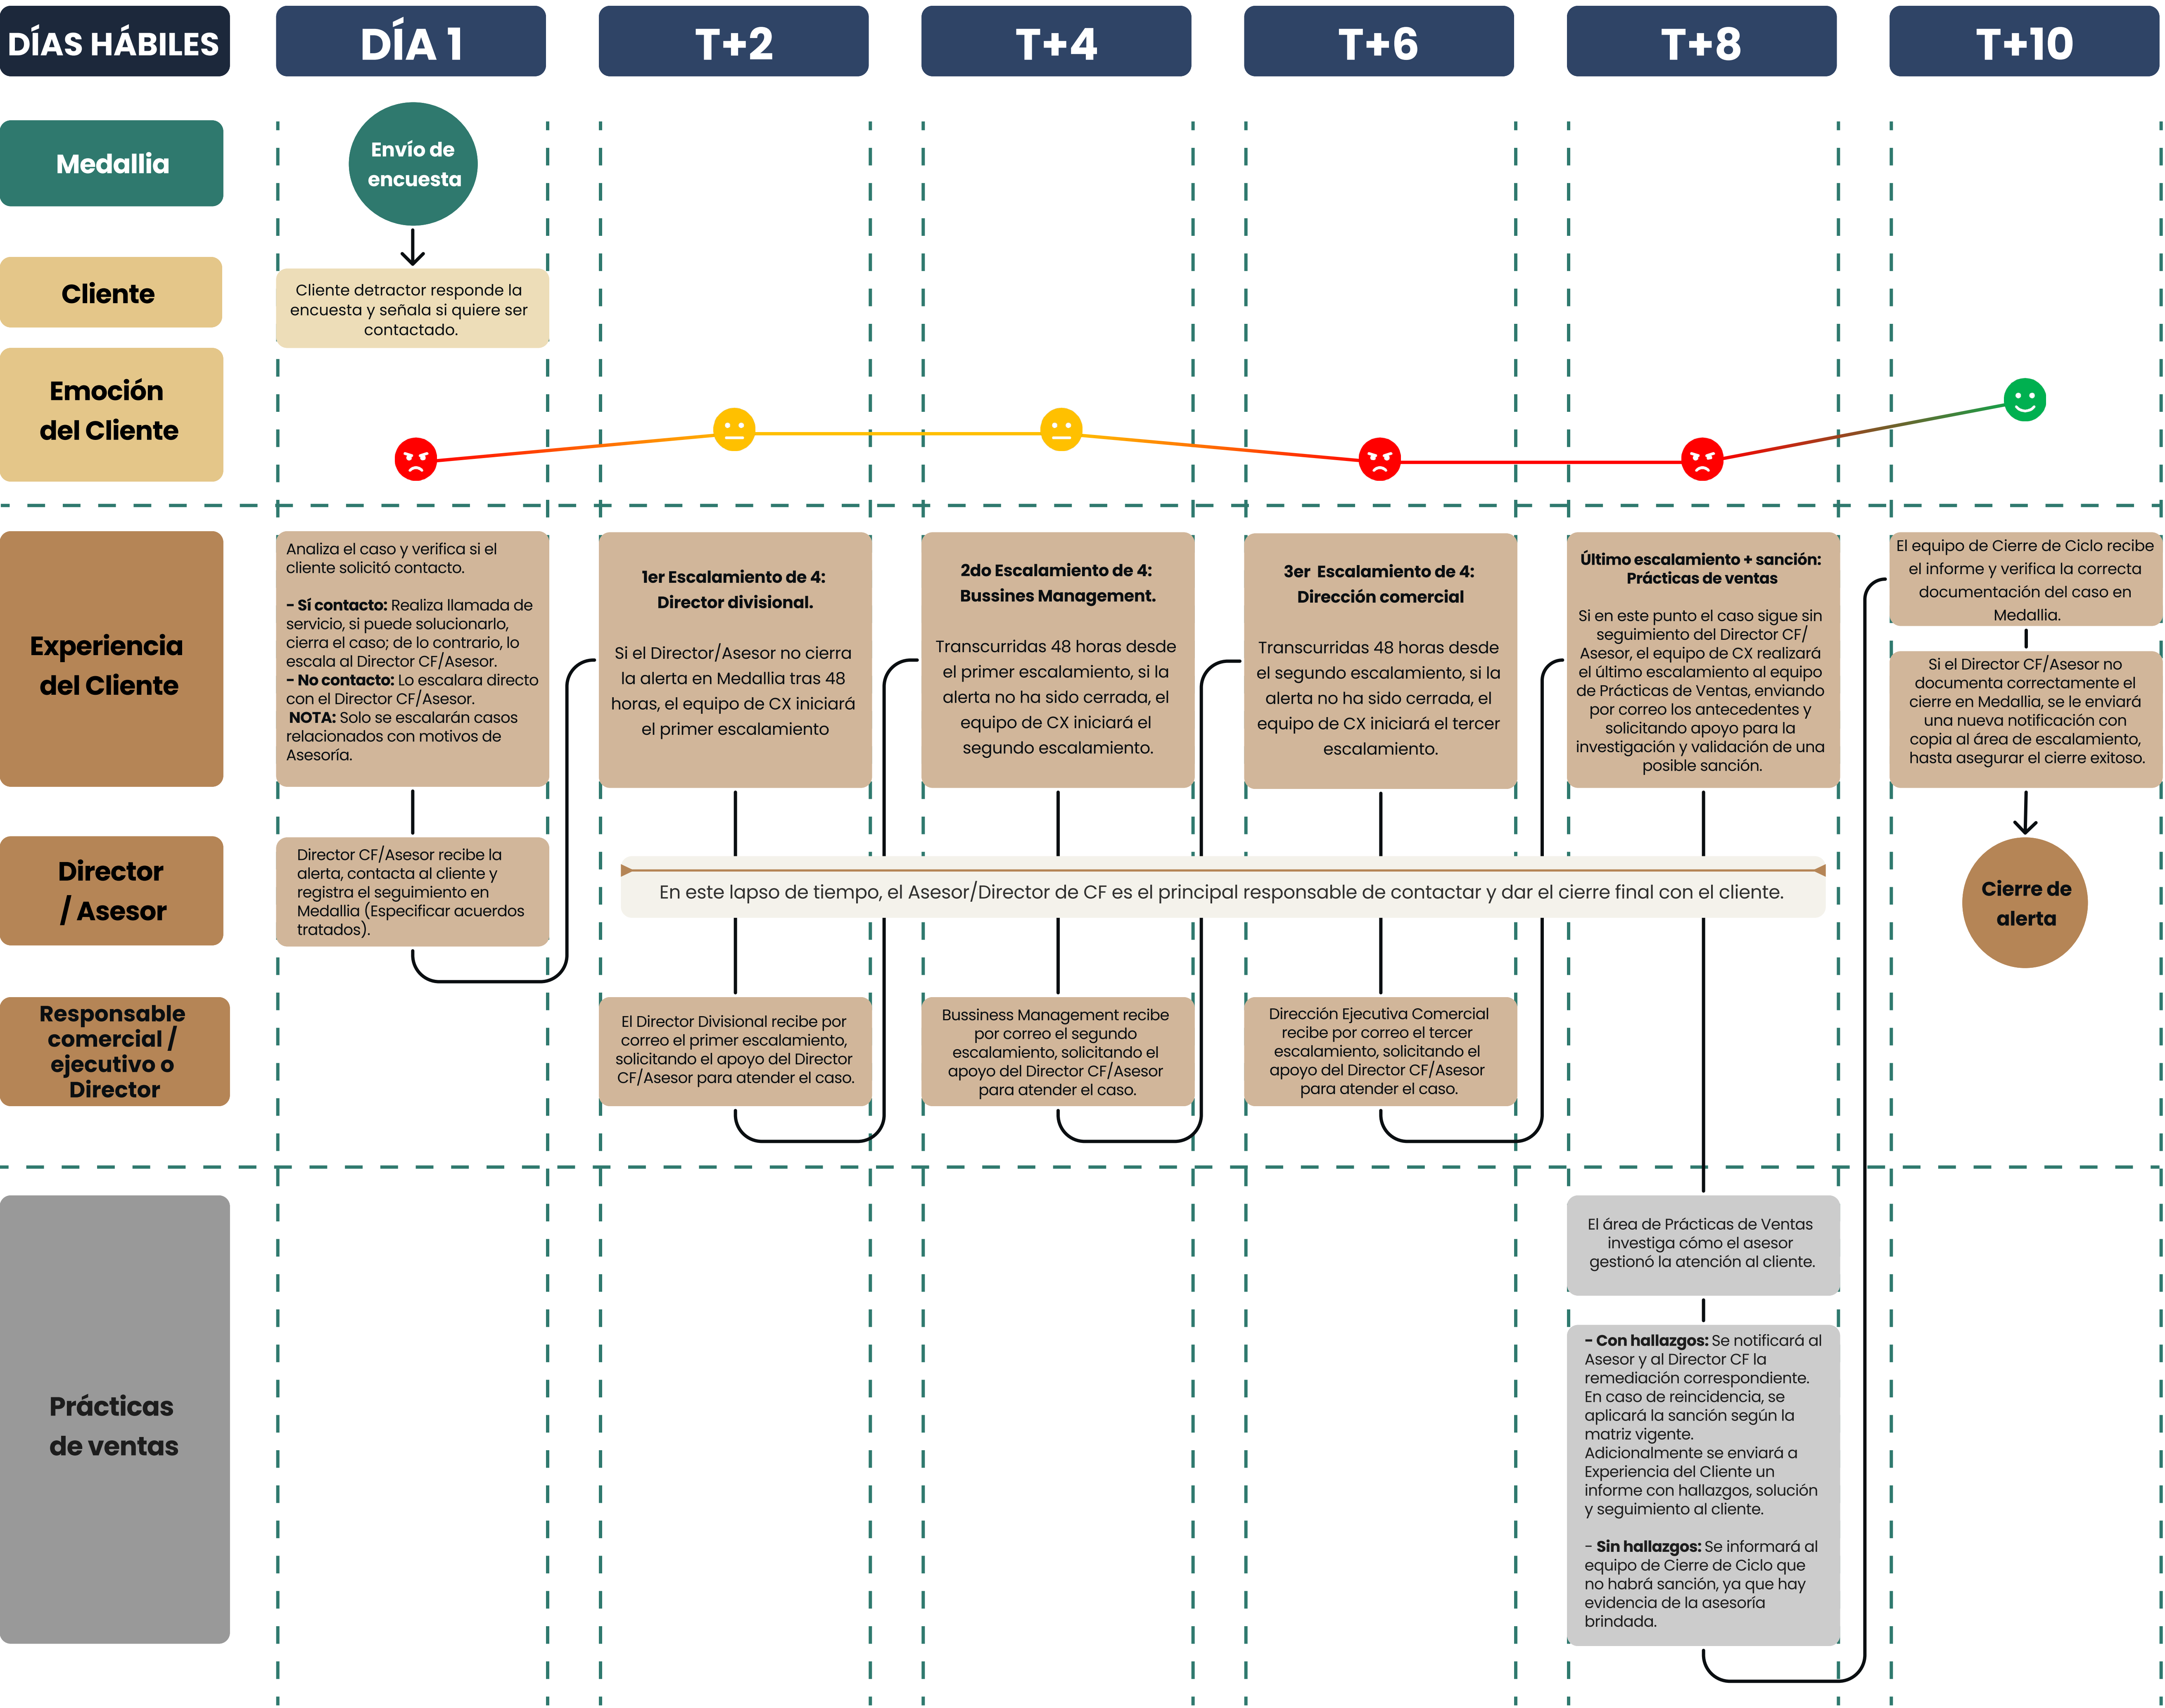 DÍAS HÁBILES
DÍA 1
T+2
T+4
T+6
T+8
T+10
Medallia
Envío de
encuesta
Cliente
Cliente detractor responde la
encuesta y señala si quiere ser
contactado.
Emoción
del Cliente
Experiencia
del Cliente
Analiza el caso y verifica si el
cliente solicitó contacto.
- Sí contacto: Realiza llamada de
servicio, si puede solucionarlo,
cierra el caso; de lo contrario, lo
escala al Director CF/Asesor.
- No contacto: Lo escalara directo
con el Director CF/Asesor.
NOTA: Solo se escalarán casos
relacionados con motivos de
Asesoría.
1er Escalamiento de 4:
Director divisional.
Si el Director/Asesor no cierra
la alerta en Medallia tras 48
horas, el equipo de CX iniciará
el primer escalamiento
2do Escalamiento de 4:
Bussines Management.
Transcurridas 48 horas desde
el primer escalamiento, si la
alerta no ha sido cerrada, el
equipo de CX iniciará el
segundo escalamiento.
3er Escalamiento de 4:
Dirección comercial
Transcurridas 48 horas desde
el segundo escalamiento, si la
alerta no ha sido cerrada, el
equipo de CX iniciará el tercer
escalamiento.
Último escalamiento + sanción:
Prácticas de ventas
Si en este punto el caso sigue sin
seguimiento del Director CF/
Asesor, el equipo de CX realizará
el último escalamiento al equipo
de Prácticas de Ventas, enviando
por correo los antecedentes y
solicitando apoyo para la
investigación y validación de una
posible sanción.
El equipo de Cierre de Ciclo recibe
el informe y verifica la correcta
documentación del caso en
Medallia.
Si el Director CF/Asesor no
documenta correctamente el
cierre en Medallia, se le enviará
una nueva notificación con
copia al área de escalamiento,
hasta asegurar el cierre exitoso.
Director
/ Asesor
Director CF/Asesor recibe la
alerta, contacta al cliente y
registra el seguimiento en
Medallia (Especificar acuerdos
tratados).
En este lapso de tiempo, el Asesor/Director de CF es el principal responsable de contactar y dar el cierre final con el cliente.
Cierre de
alerta
Responsable
comercial /
ejecutivo o
Director
El Director Divisional recibe por
correo el primer escalamiento,
solicitando el apoyo del Director
CF/Asesor para atender el caso.
Bussiness Management recibe
por correo el segundo
escalamiento, solicitando el
apoyo del Director CF/Asesor
para atender el caso.
Dirección Ejecutiva Comercial
recibe por correo el tercer
escalamiento, solicitando el
apoyo del Director CF/Asesor
para atender el caso.
Prácticas
de ventas
El área de Prácticas de Ventas
investiga cómo el asesor
gestionó la atención al cliente.
- Con hallazgos: Se notificará al
Asesor y al Director CF la
remediación correspondiente.
En caso de reincidencia, se
aplicará la sanción según la
matriz vigente.
Adicionalmente se enviará a
Experiencia del Cliente un
informe con hallazgos, solución
y seguimiento al cliente.
- Sin hallazgos: Se informará al
equipo de Cierre de Ciclo que
no habrá sanción, ya que hay
evidencia de la asesoría
brindada.